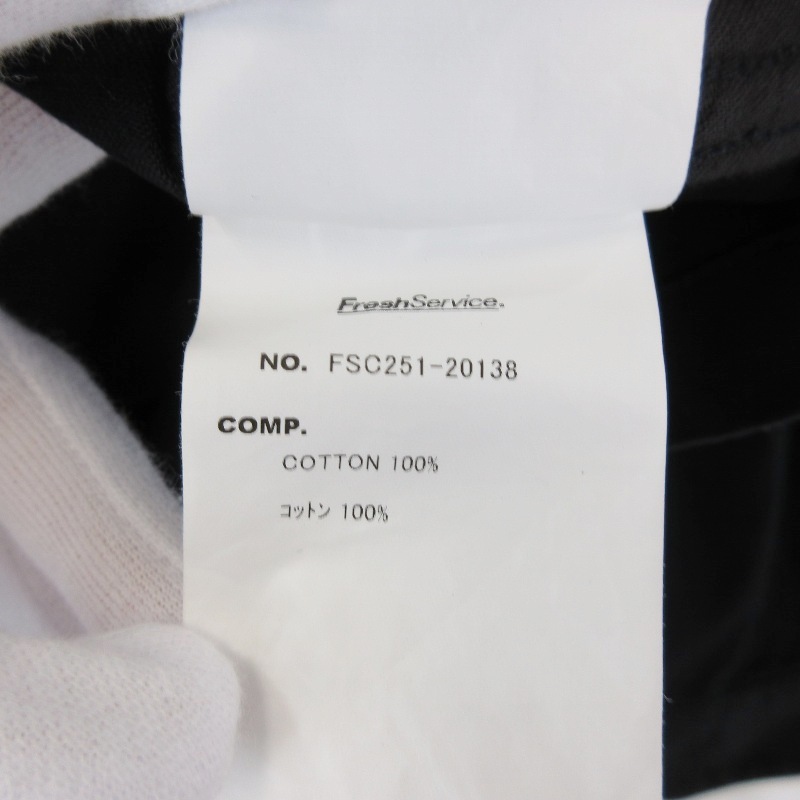 FreshService.
NO. FSC251-20138
COMP.
COTTON 100%
コットン 100%